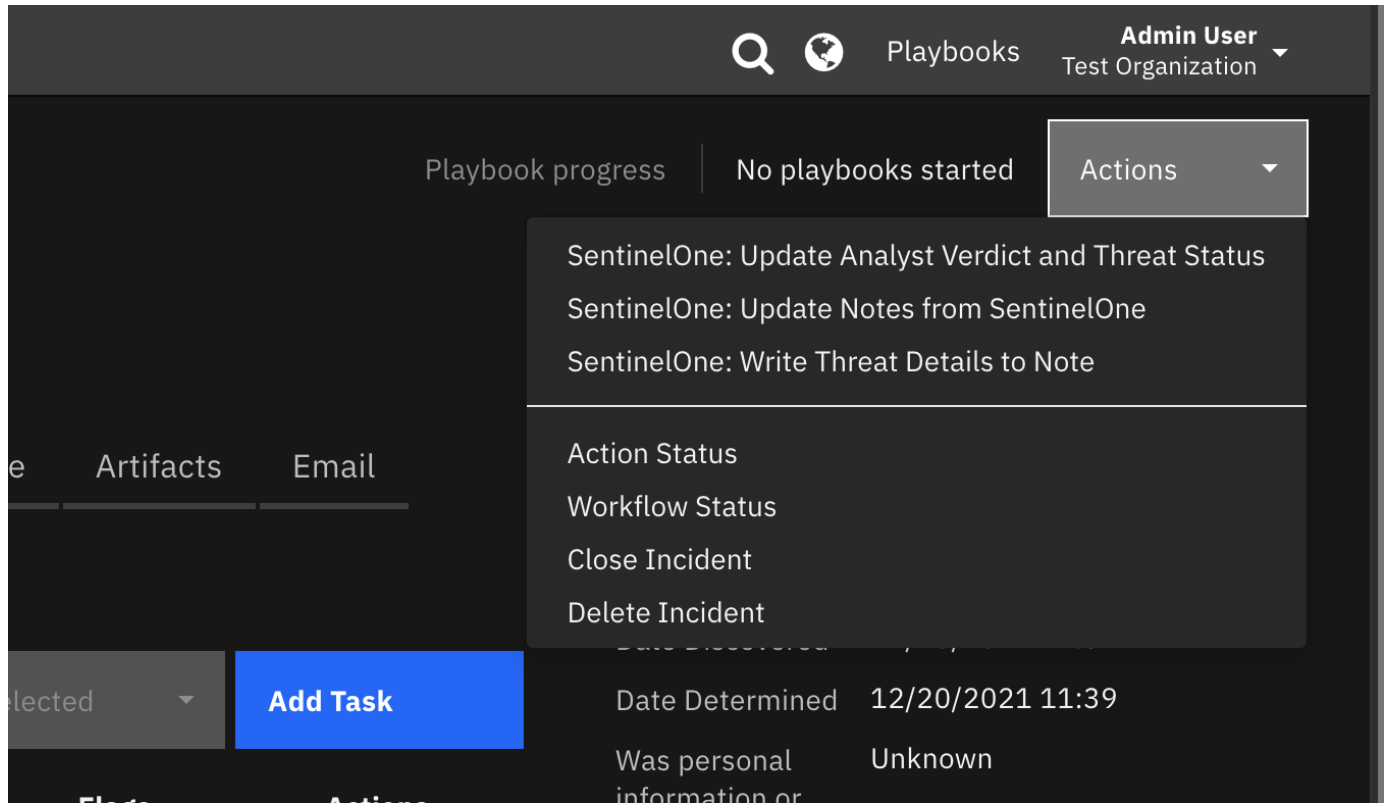 Playbooks
Admin User
Test Organization
Playbook progress
No playbooks started
Actions
SentinelOne: Update Analyst Verdict and Threat Status
SentinelOne: Update Notes from SentinelOne
SentinelOne: Write Threat Details to Note
Action Status
Workflow Status
Close Incident
Delete Incident
e
Artifacts
Email
elected
Add Task
Date Determined
12/20/2021 11:39
Was personal
information or
Unknown
Actions